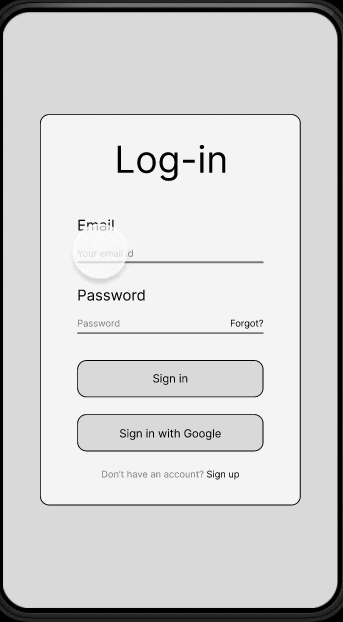 Log-in
Email
Your email id
Password
Password Forgot?
Sign in
Sign in with Google
Don't have an account? Sign up